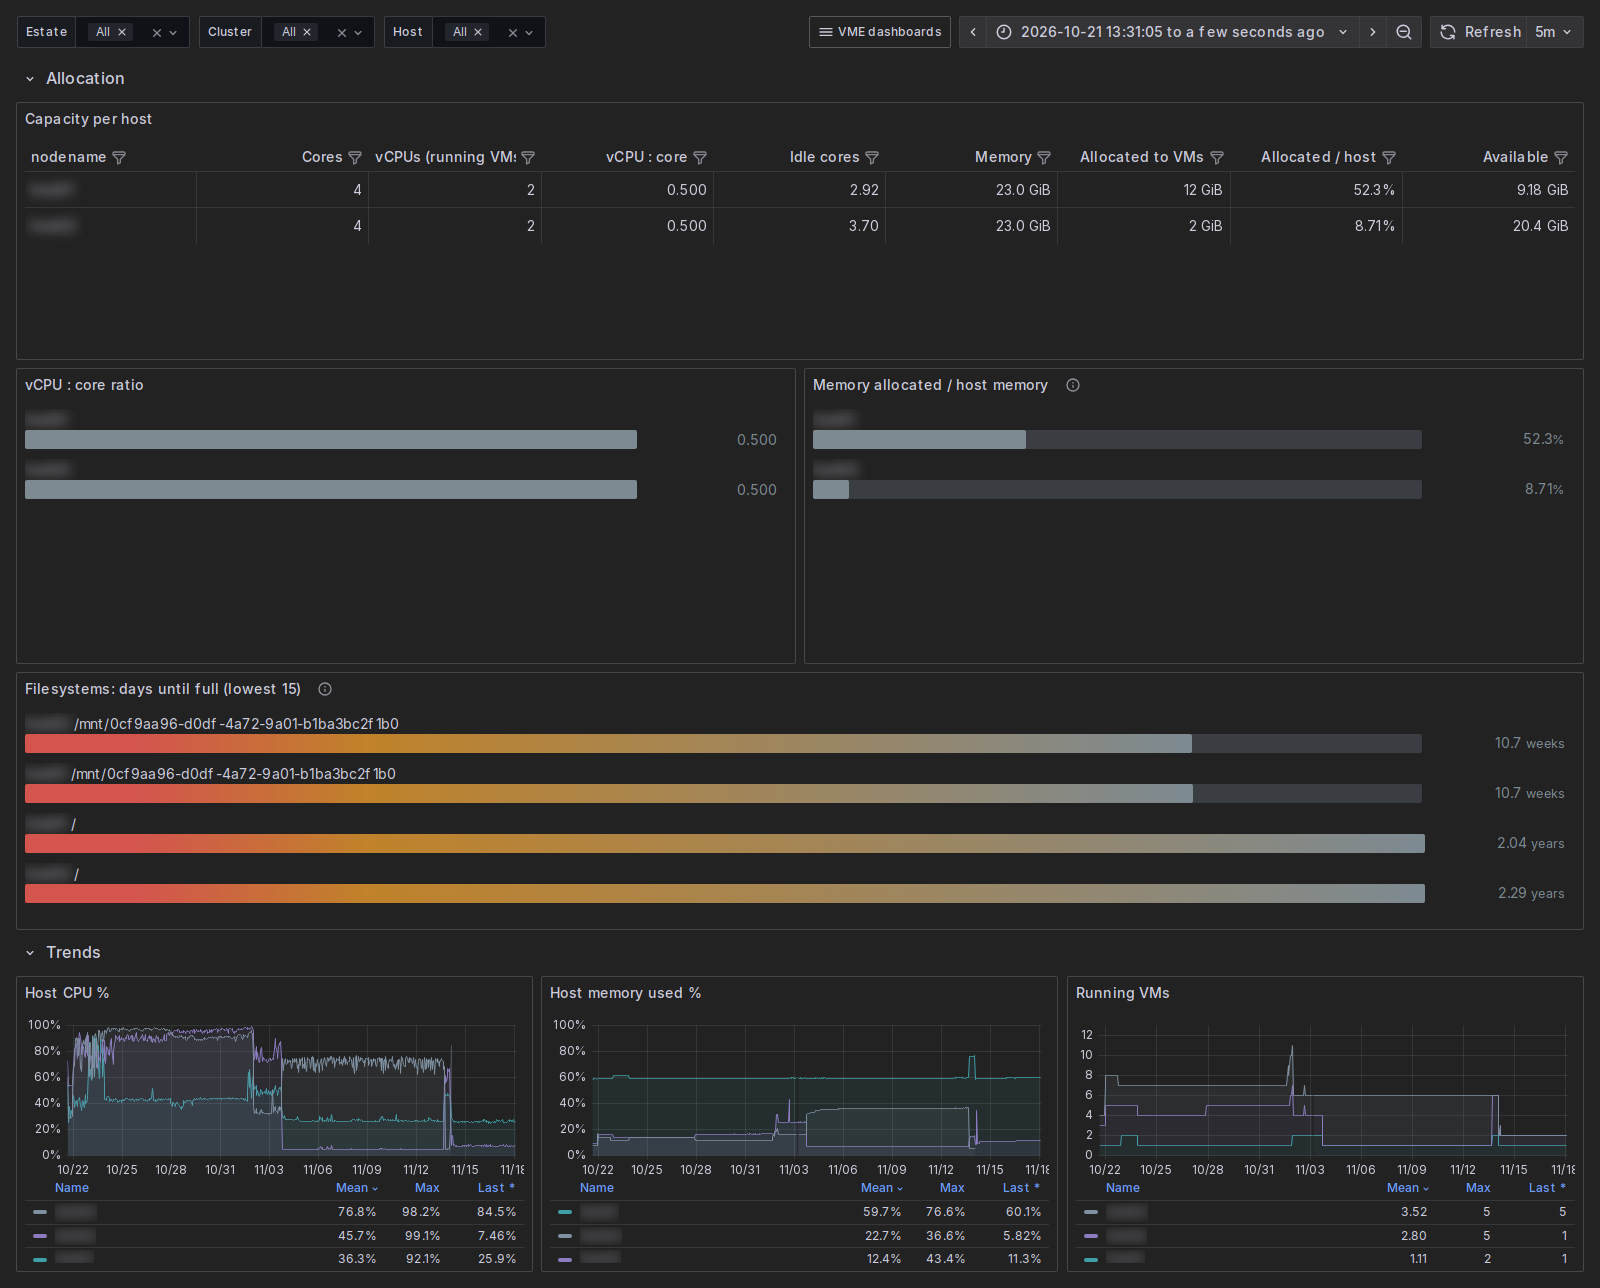 Estate All Cluster All Host All VME dashboards 2026-10-21 13:31:05 to a few seconds ago Refresh 5m
Allocation
Capacity per host
nodename Cores vCPUs (running VMs vCPU : core Idle cores Memory Allocated to VMs Allocated / host Available
4 2 0.500 2.92 23.0 GiB 12 GiB 52.3% 9.18 GiB
4 2 0.500 3.70 23.0 GiB 2 GiB 8.71% 20.4 GiB
vCPU : core ratio
0.500
0.500
Memory allocated / host memory
52.3%
8.71%
Filesystems: days until full (lowest 15)
/mnt/0cf9aa96-d0df-4a72-9a01-b1ba3bc2f1b0
10.7 weeks
/mnt/0cf9aa96-d0df-4a72-9a01-b1ba3bc2f1b0
10.7 weeks
/
2.04 years
/
2.29 years
Trends
Host CPU %
100%
80%
60%
40%
20%
0%
10/22 10/25 10/28 10/31 11/03 11/06 11/09 11/12 11/15 11/18
Name Mean Max Last *
76.8% 98.2% 84.5%
45.7% 99.1% 7.46%
36.3% 92.1% 25.9%
Host memory used %
100%
80%
60%
40%
20%
0%
10/22 10/25 10/28 10/31 11/03 11/06 11/09 11/12 11/15 11/18
Name Mean Max Last *
59.7% 76.6% 60.1%
22.7% 36.6% 5.82%
12.4% 43.4% 11.3%
Running VMs
12
10
8
6
4
2
0
10/22 10/25 10/28 10/31 11/03 11/06 11/09 11/12 11/15 11/18
Name Mean Max Last *
3.52 5 5
2.80 5 1
1.11 2 1